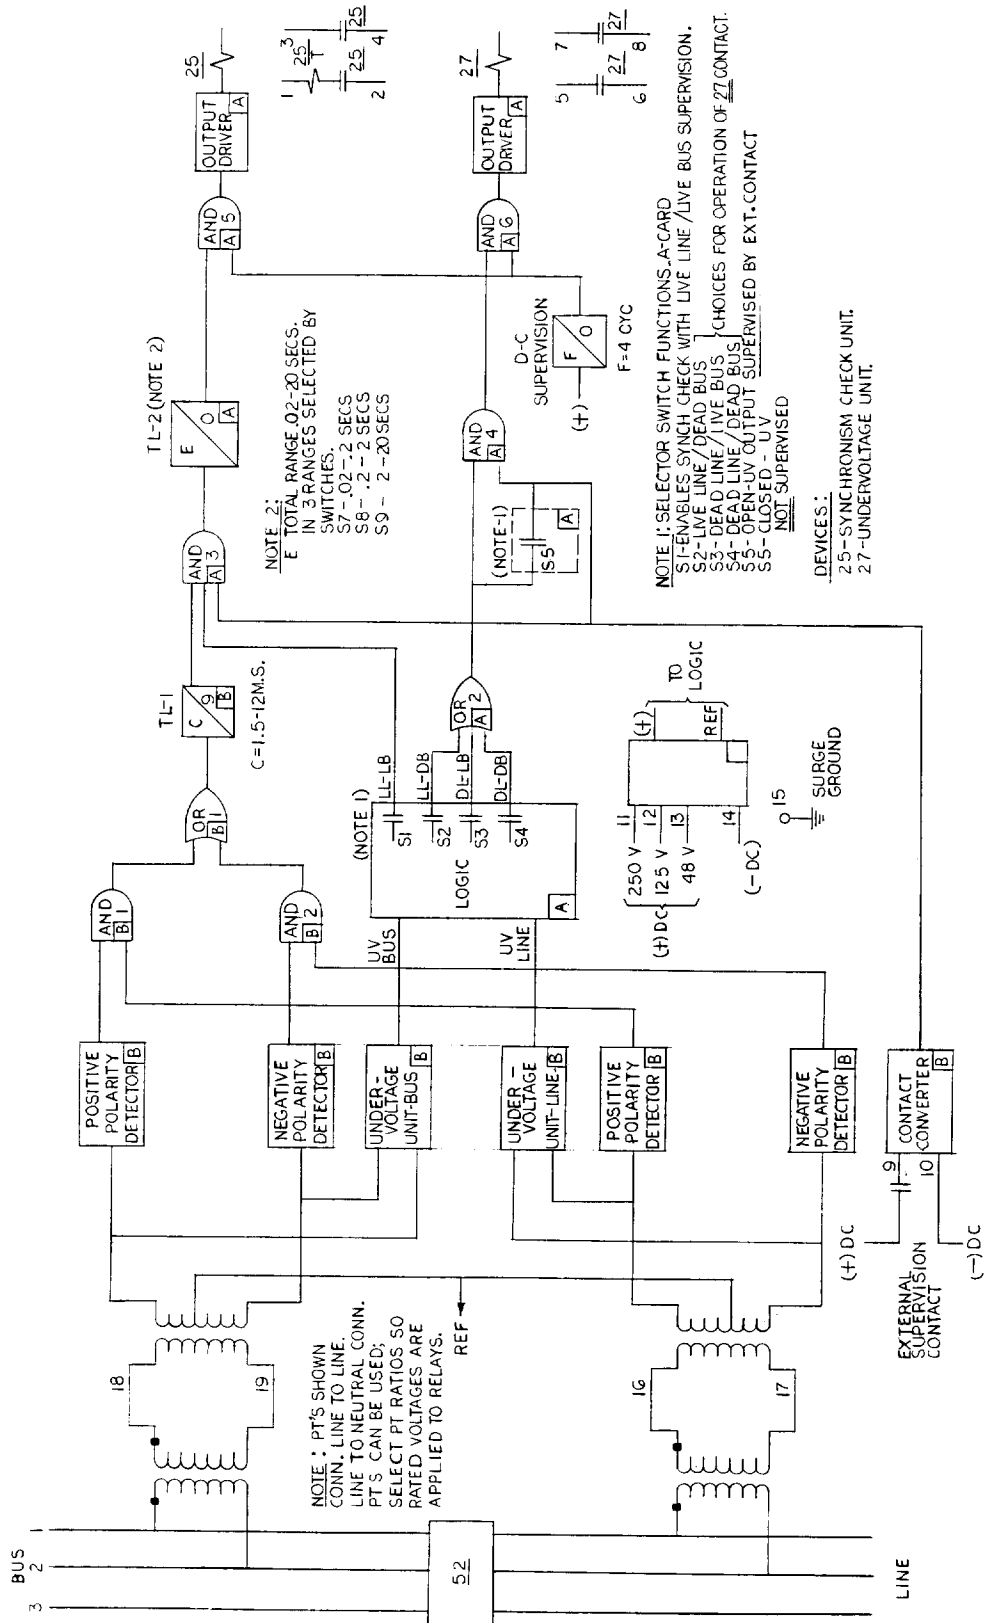 BUS
3
2
1
52
LINE
18
19
16
17
NOTE : PT'S SHOWN
CONN. LINE TO LINE.
LINE TO NEUTRAL CONN.
PT S CAN BE USED;
SELECT PT RATIOS SO
RATED VOLTAGES ARE
APPLIED TO RELAYS.
REF
POSITIVE
POLARITY
DETECTOR B
NEGATIVE
POLARITY
DETECTOR B
UNDER-
VOLTAGE
UNIT-BUS B
UNDER-
VOLTAGE
UNIT-LINE- B
POSITIVE
POLARITY
DETECTOR B
NEGATIVE
POLARITY
DETECTOR B
EXTERNAL
SUPERVISION
CONTACT
(+) DC
(-) DC
9
10
CONTACT
CONVERTER B
AND
B 1
AND
B 2
OR
B 1
TL-1
C
9
B
C=1.5-12M.S.
UV
BUS
UV
LINE
(NOTE 1)
LOGIC
A
S1
S2
S3
S4
LL-LB
LL-DB
DL-LB
DL-DB
OR
A 2
AND
A 3
TL-2 (NOTE 2)
E
O
A
NOTE 2:
E TOTAL RANGE .02-20 SECS.
IN 3 RANGES SELECTED BY
SWITCHES.
S7-.02-.2 SECS
S8-.2-2 SECS
S9 - 2 -20SECS
(NOTE-1)
S5
A
AND
A 4
D-C
SUPERVISION
(+)
F
O
F=4 CYC
AND
A 5
AND
A 6
OUTPUT
DRIVER A
OUTPUT
DRIVER A
25
27
1
25
T
25
2
3
25
4
5
27
6
7
27
8
(+) DC
250 V
125 V
48 V
(-DC)
11
12
13
14
(+)
REF
TO
LOGIC
15
SURGE
GROUND
NOTE 1: SELECTOR SWITCH FUNCTIONS.A-CARD
S1-ENABLES SYNCH CHECK WITH LIVE LINE/LIVE BUS SUPERVISION.
S2-LIVE LINE/DEAD BUS
S3-DEAD LINE/LIVE BUS
S4-DEAD LINE/DEAD BUS
CHOICES FOR OPERATION OF 27 CONTACT.
S5-OPEN-UV OUTPUT SUPERVISED BY EXT.CONTACT
S5-CLOSED - UV
NOT SUPERVISED
DEVICES:
25-SYNCHRONISM CHECK UNIT.
27-UNDERVOLTAGE UNIT.